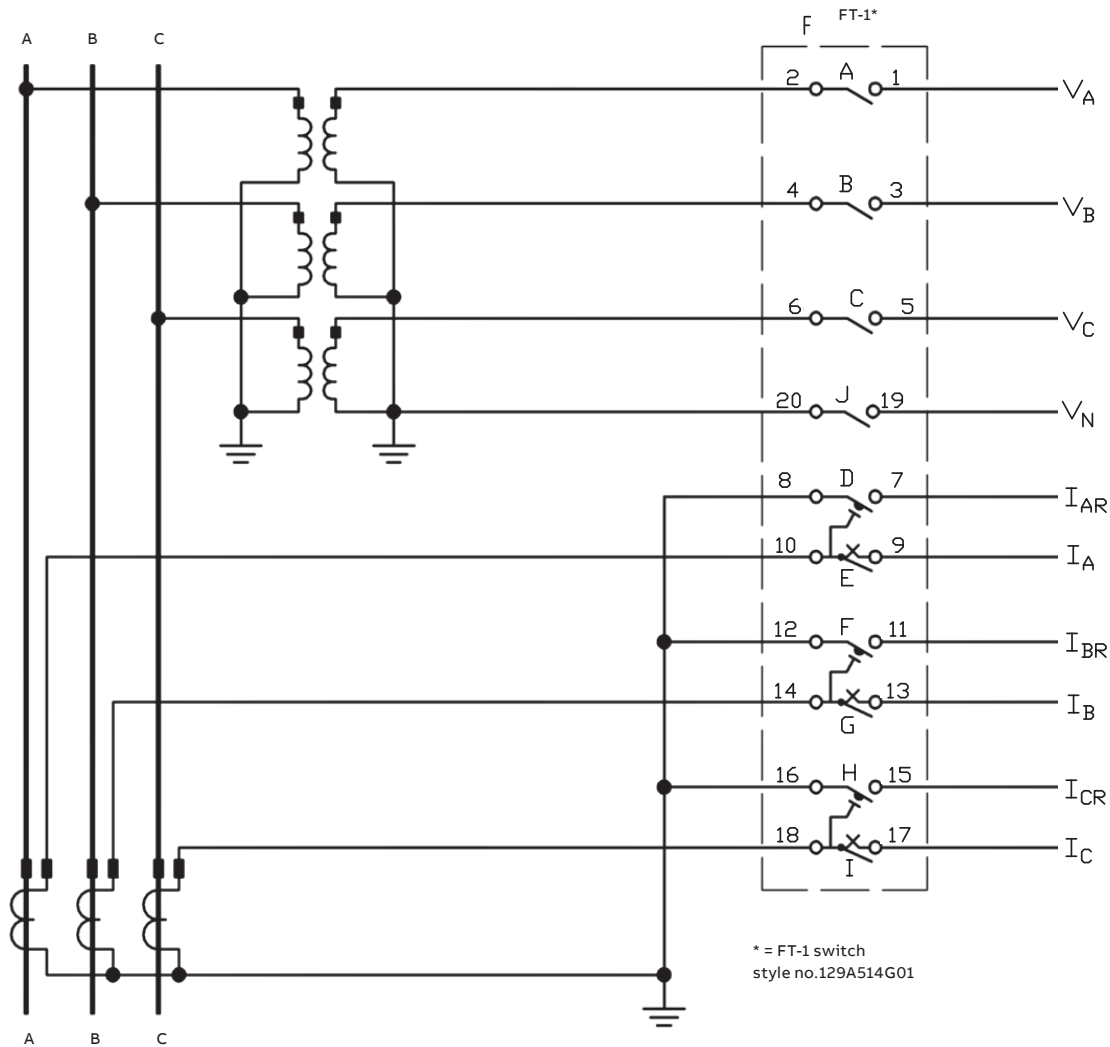 F FT-1*
A B C
2 A 1 VA
4 B 3 VB
6 C 5 VC
20 J 19 VN
8 D 7 IAR
10 9 IA
E
12 F 11 IBR
14 13 IB
G
16 H 15 ICR
18 17 IC
I
* = FT-1 switch
style no.129A514G01
A B C